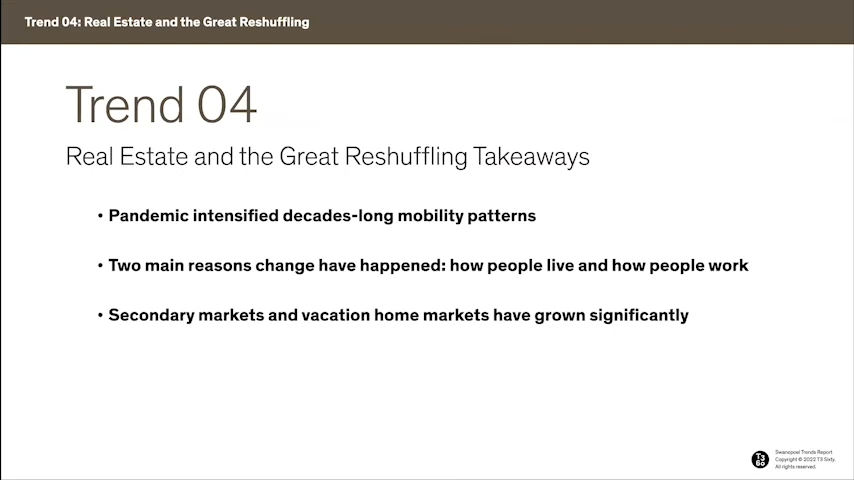 Trend 04: Real Estate and the Great Reshuffling
Trend 04
Real Estate and the Great Reshuffling Takeaways
• Pandemic intensified decades-long mobility patterns
• Two main reasons change have happened: how people live and how people work
• Secondary markets and vacation home markets have grown significantly
T3
60
Swanepoel Trends Report
Copyright © 2022 T3 Sixty.
All rights reserved.